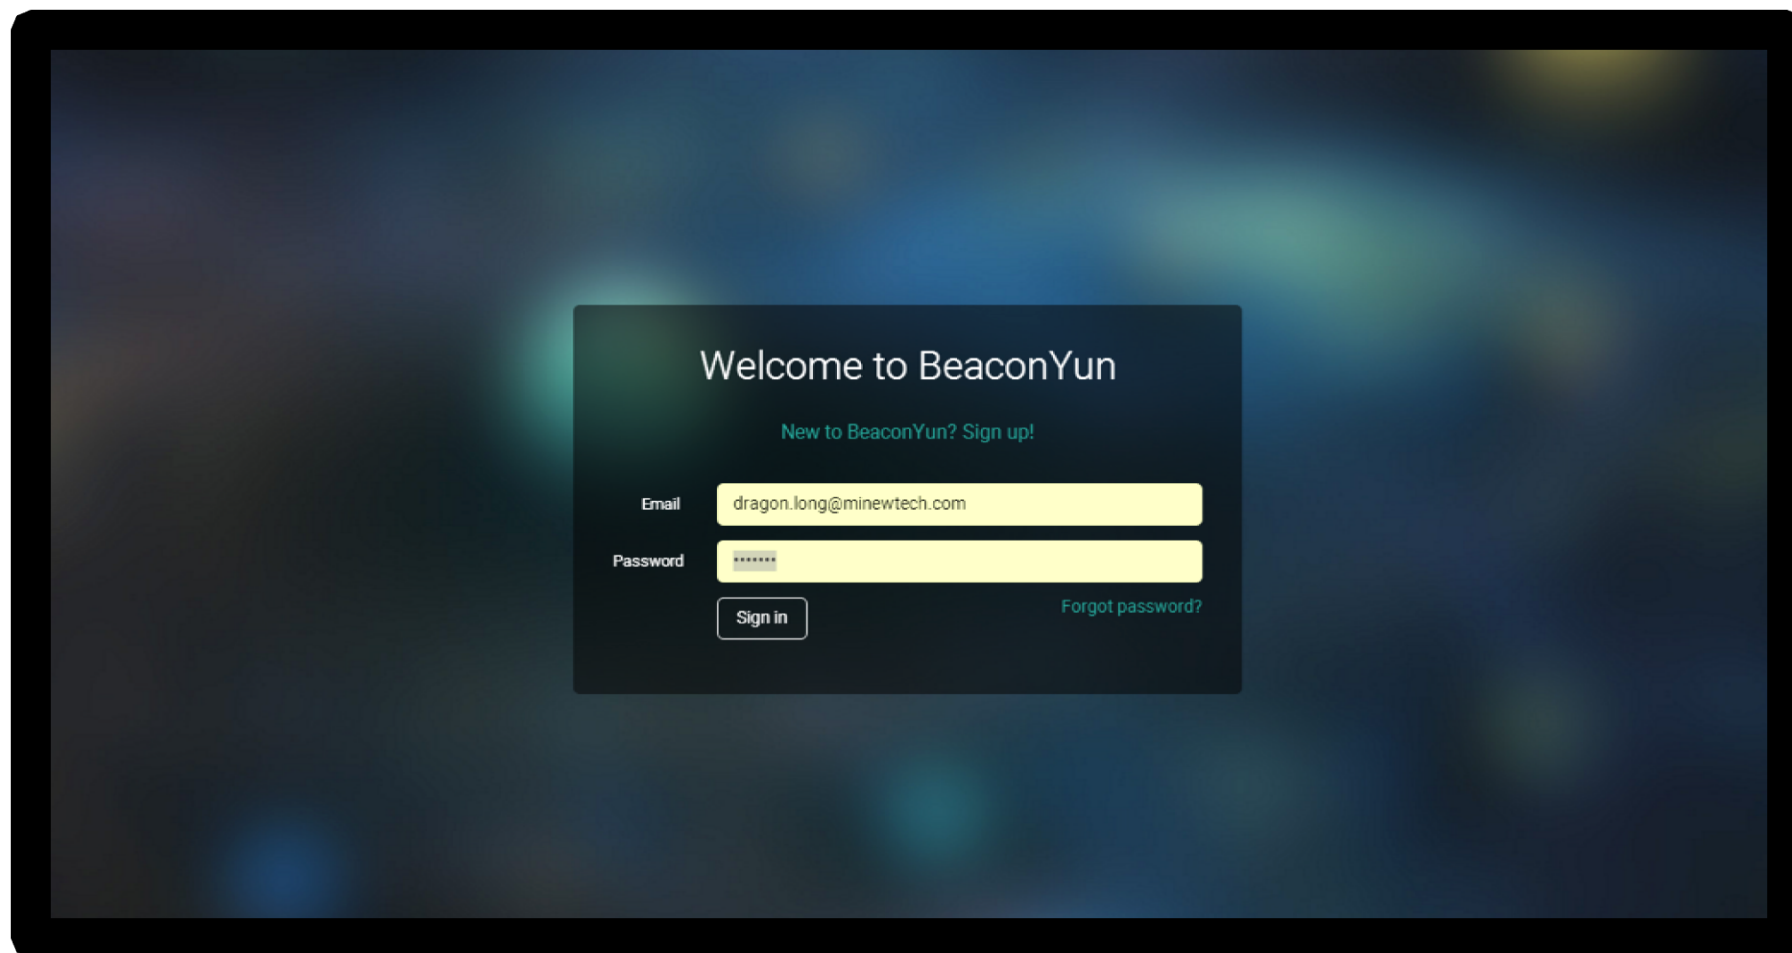 Welcome to BeaconYun
New to BeaconYun? Sign up!
Email
dragon.long@minewtech.com
Password
•••••••
Sign in
Forgot password?